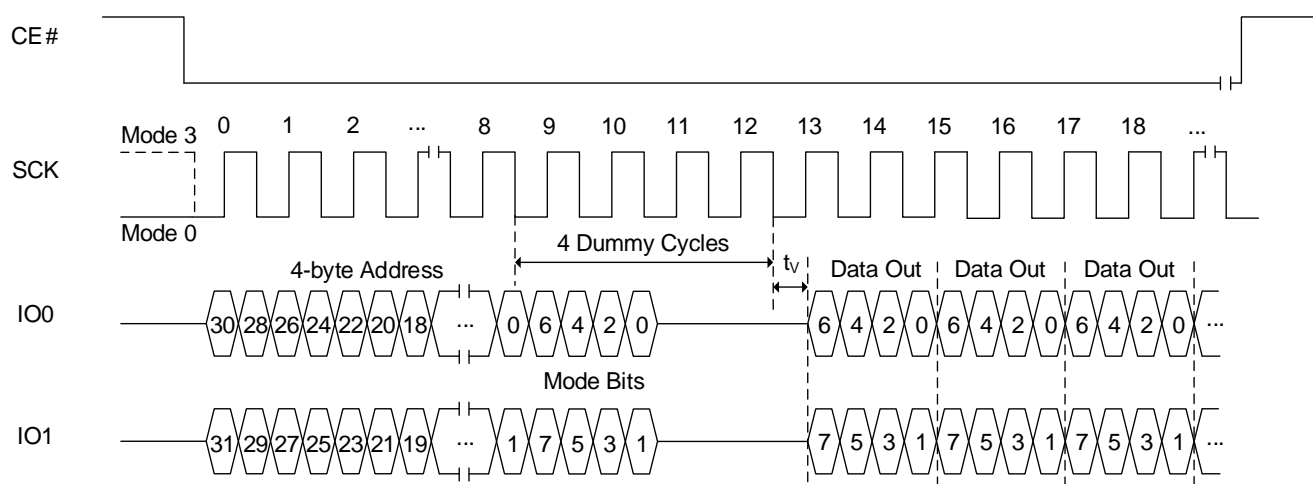 CE#
Mode 3 0 1 2 ... 8 9 10 11 12 13 14 15 16 17 18 ...
SCK
Mode 0
4 Dummy Cycles
4-byte Address tV Data Out Data Out Data Out
IO0 30 28 26 24 22 20 18 ... 0 6 4 2 0 6 4 2 0 6 4 2 0 6 4 2 0 ...
Mode Bits
IO1 31 29 27 25 23 21 19 ... 1 7 5 3 1 7 5 3 1 7 5 3 1 7 5 3 1 ...